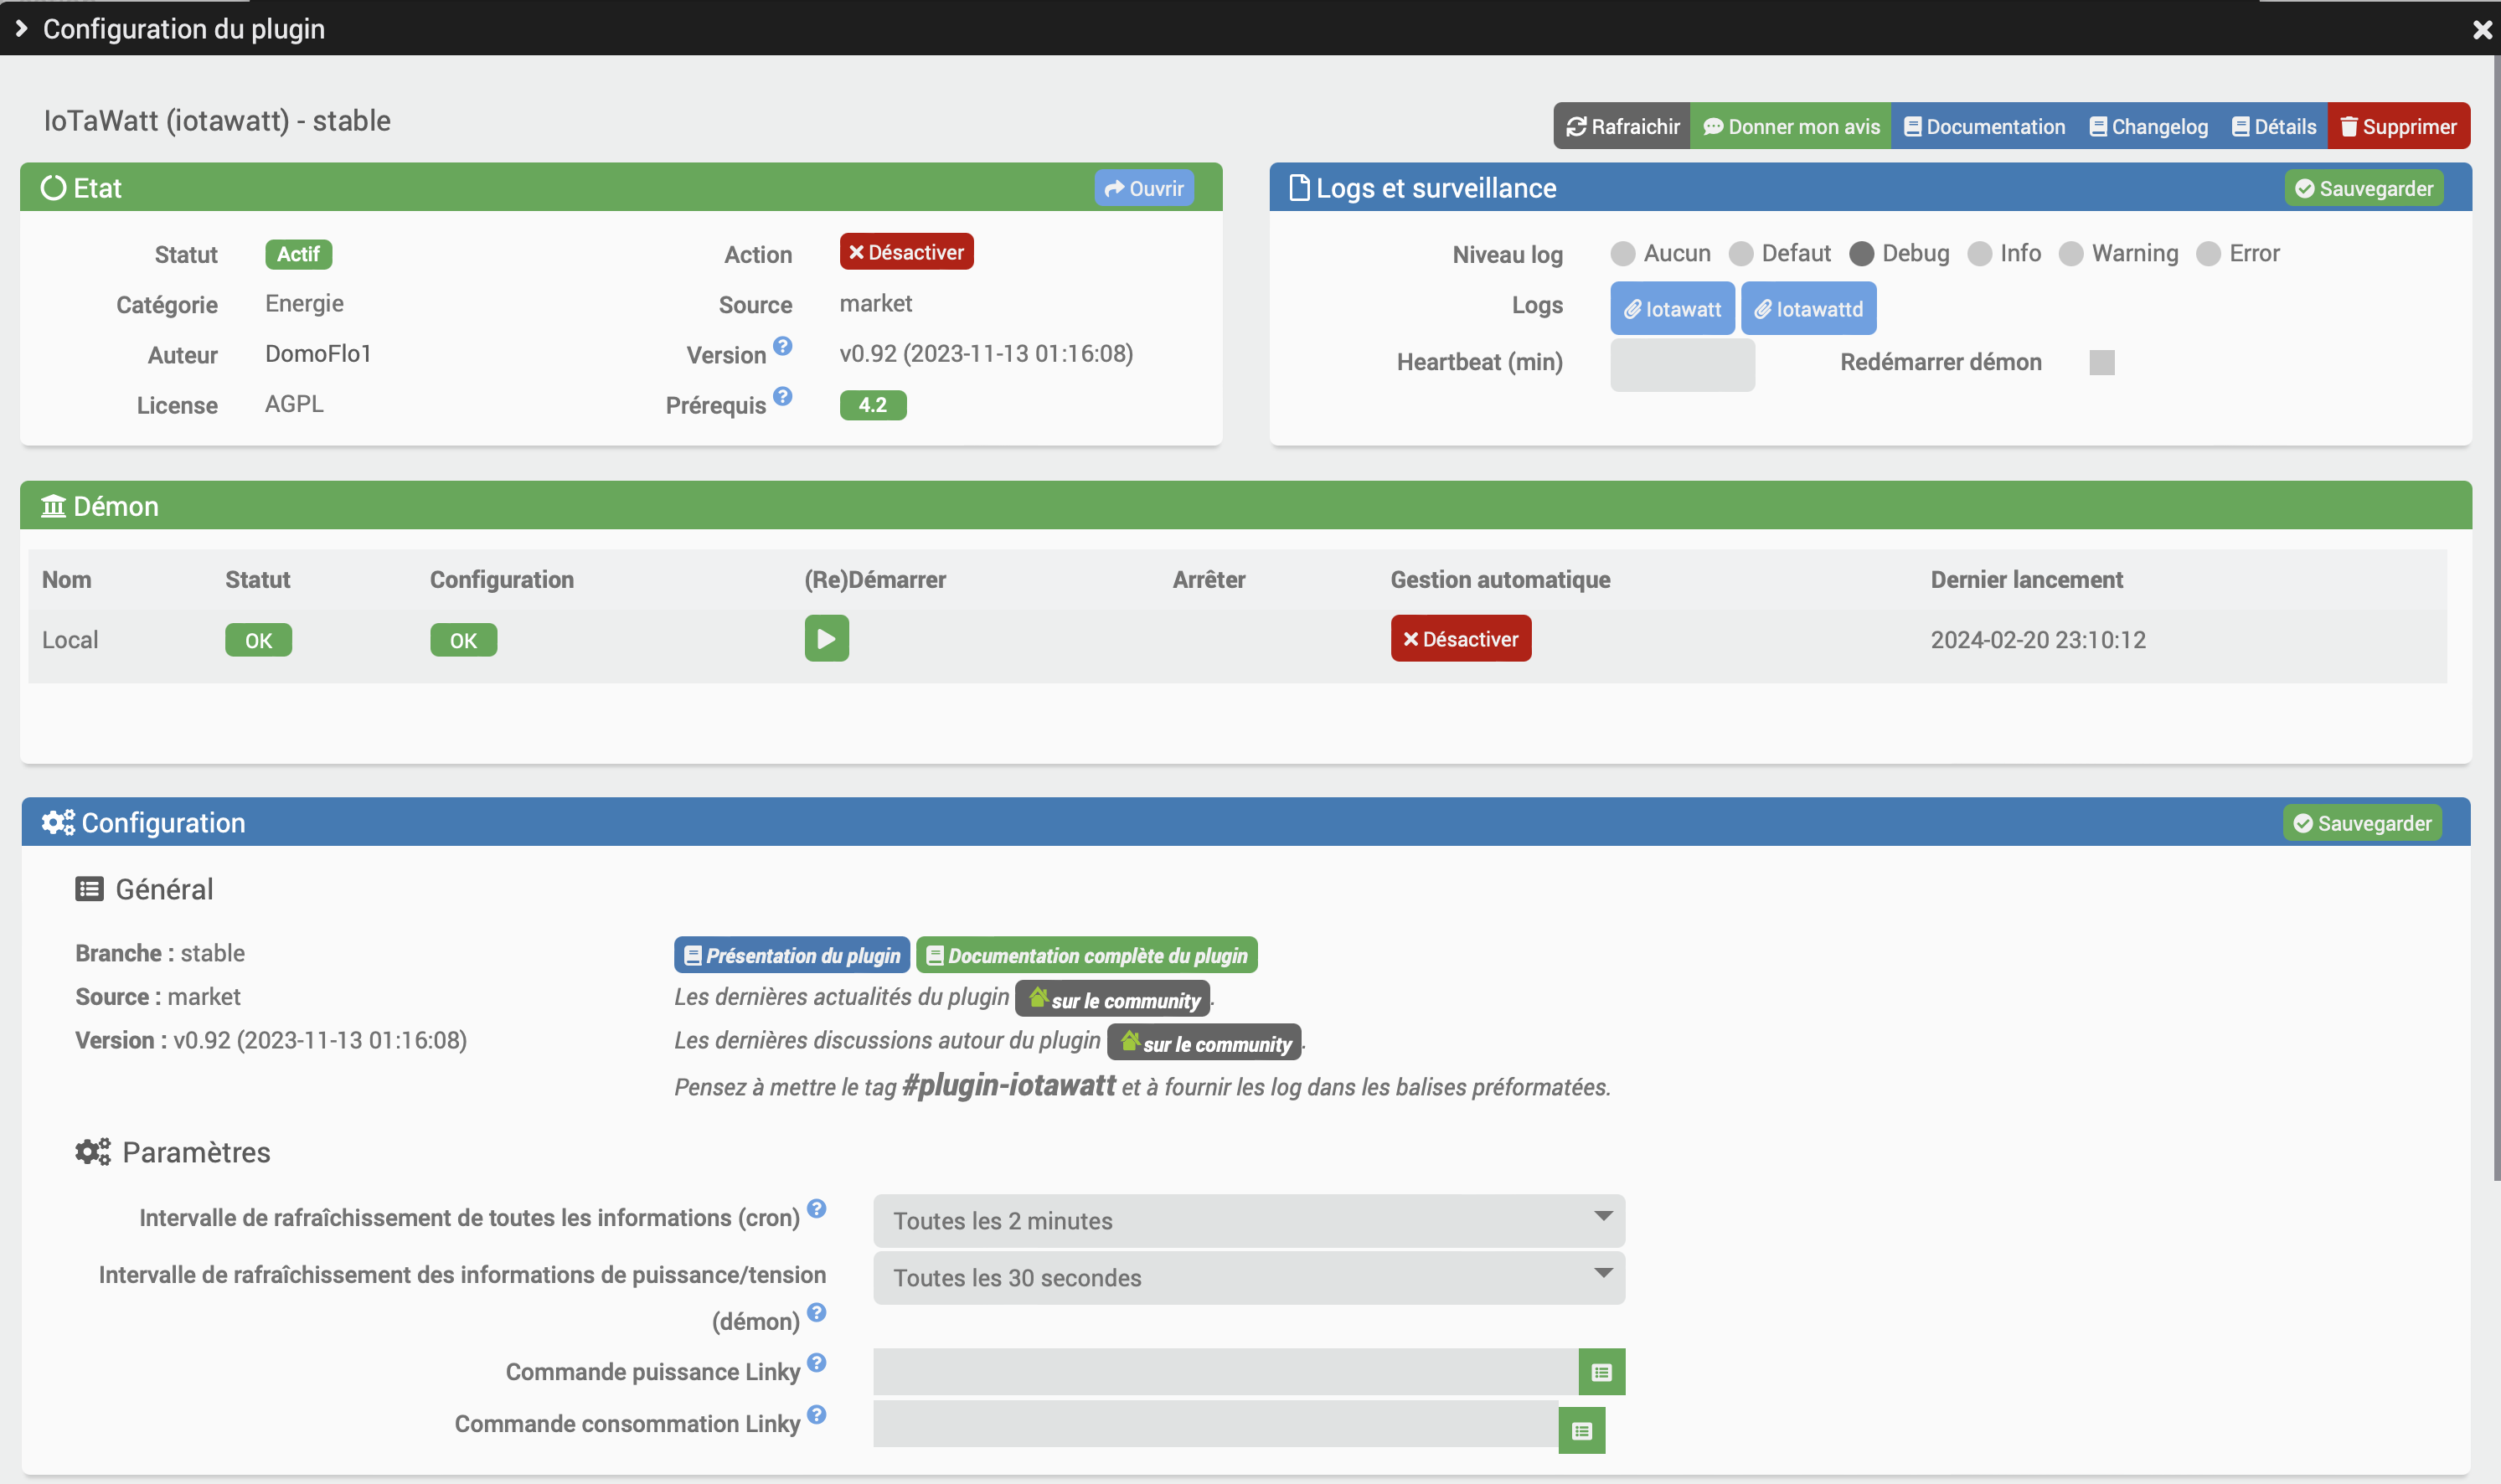 Configuration du plugin
IoTaWatt (iotawatt) - stable
Rafraichir Donner mon avis Documentation Changelog Détails Supprimer
Etat Ouvrir
Statut Actif Action Désactiver
Catégorie Energie Source market
Auteur DomoFlo1 Version v0.92 (2023-11-13 01:16:08)
License AGPL Prérequis 4.2
Logs et surveillance Sauvegarder
Niveau log Aucun Defaut Debug Info Warning Error
Logs Iotawatt Iotawattd
Heartbeat (min) Redémarrer démon
Démon
Nom Statut Configuration (Re)Démarrer Arrêter Gestion automatique Dernier lancement
Local OK OK Désactiver 2024-02-20 23:10:12
Configuration Sauvegarder
Général
Branche : stable Présentation du plugin Documentation complète du plugin
Source : market Les dernières actualités du plugin sur le community.
Version : v0.92 (2023-11-13 01:16:08) Les dernières discussions autour du plugin sur le community.
Pensez à mettre le tag #plugin-iotawatt et à fournir les log dans les balises préformatées.
Paramètres
Intervalle de rafraîchissement de toutes les informations (cron) Toutes les 2 minutes
Intervalle de rafraîchissement des informations de puissance/tension Toutes les 30 secondes
(démon)
Commande puissance Linky
Commande consommation Linky